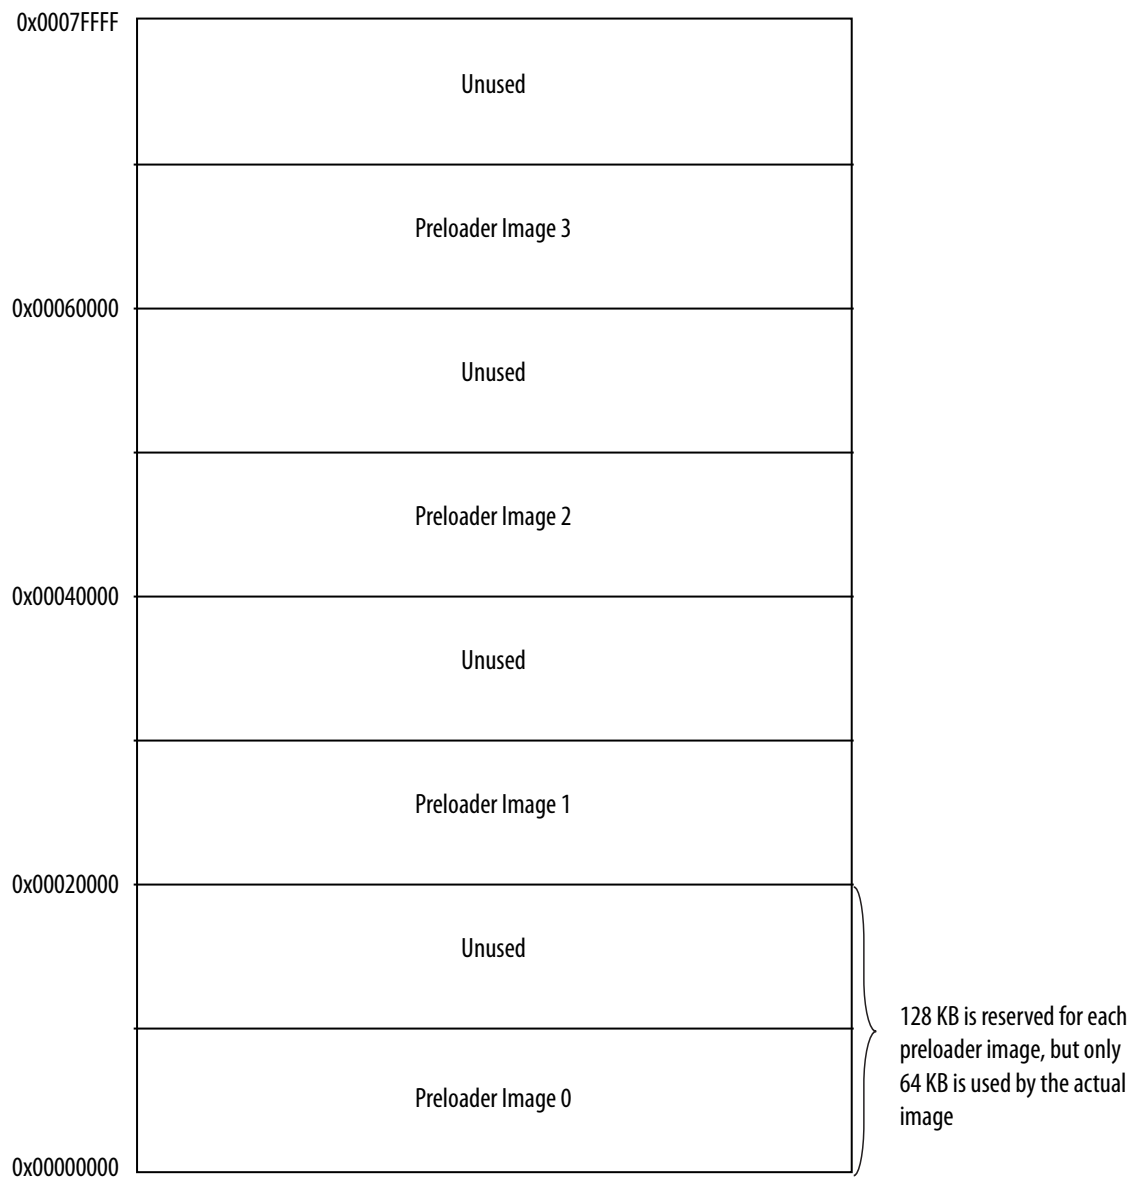 0x0007FFFF
Unused
Preloader Image 3
0x00060000
Unused
Preloader Image 2
0x00040000
Unused
Preloader Image 1
0x00020000
Unused
128 KB is reserved for each
preloader image, but only
64 KB is used by the actual
image
Preloader Image 0
0x00000000